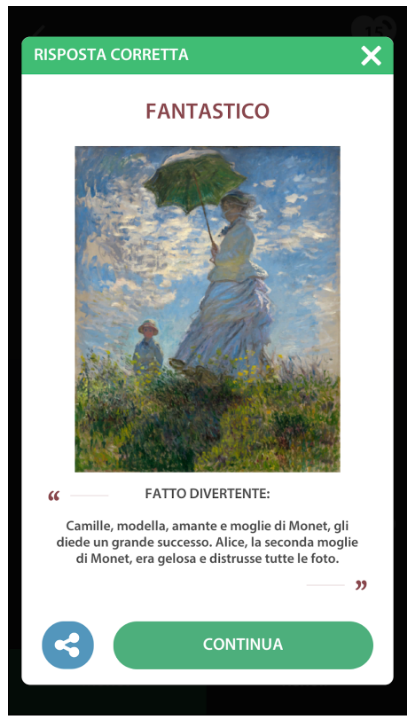 15
RISPOSTA CORRETTA
FANTASTICO
“
FATTO DIVERTENTE:
Camille, modella, amante e moglie di Monet, gli
diede un grande successo. Alice, la seconda moglie
di Monet, era gelosa e distrusse tutte le foto.
”
CONTINUA